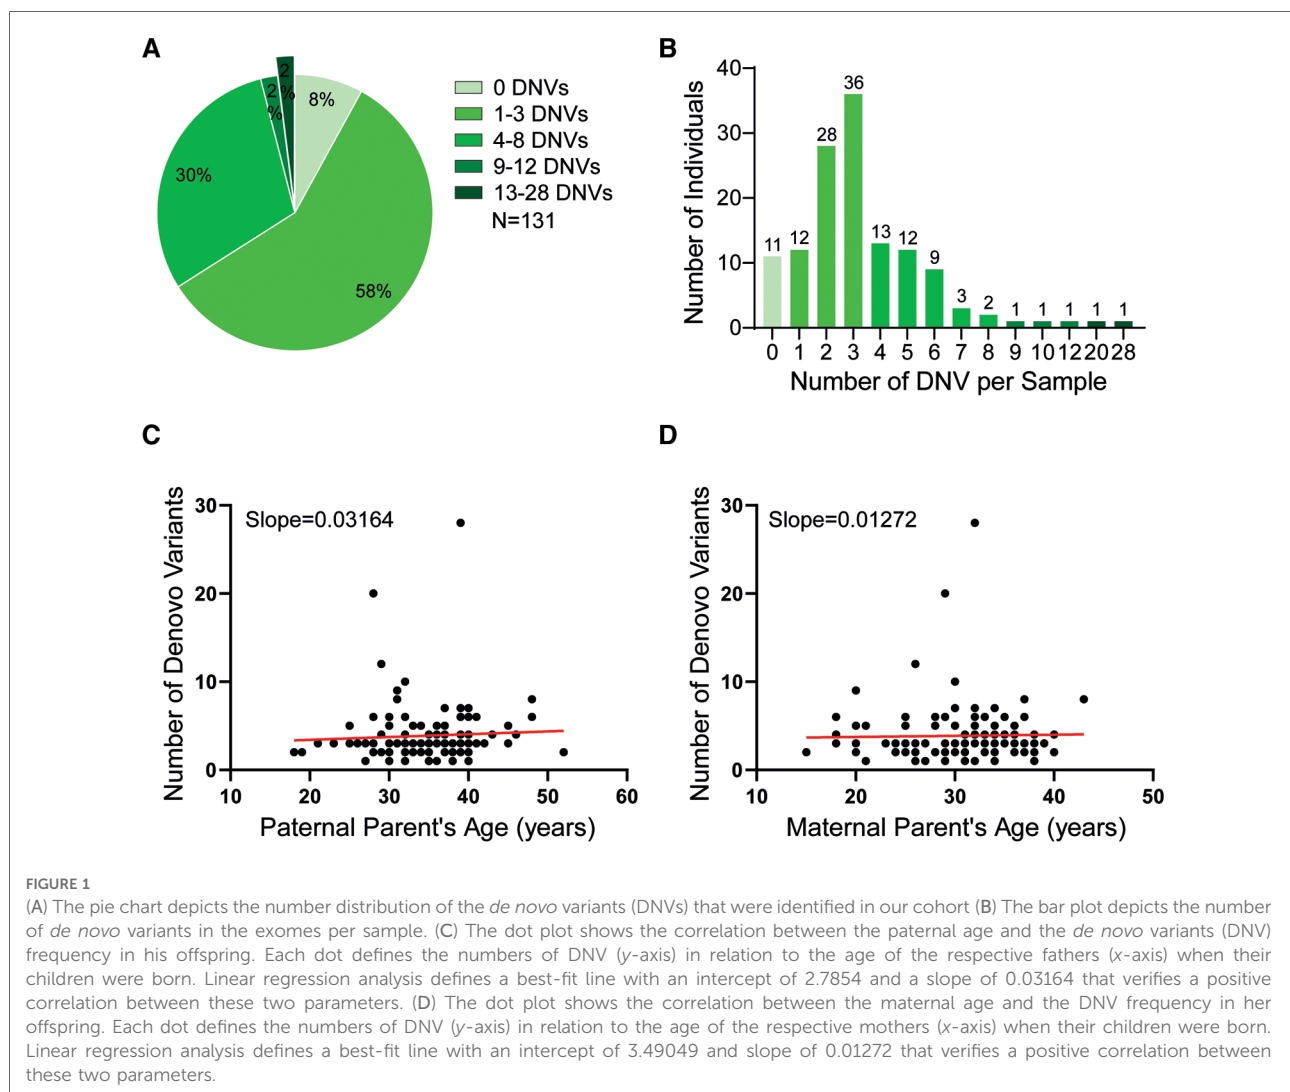 A
2
%
2
%
8%
30%
58%
0 DNVs
1-3 DNVs
4-8 DNVs
9-12 DNVs
13-28 DNVs
N=131
B
Number of Individuals
40
30
20
10
0
11
12
28
36
13
12
9
3
2
1
1
1
1
1
0 1 2 3 4 5 6 7 8 9 10 12 20 28
Number of DNV per Sample
C
Number of Denovo Variants
Slope=0.03164
30
20
10
0
10 20 30 40 50 60
Paternal Parent's Age (years)
D
Number of Denovo Variants
Slope=0.01272
30
20
10
0
10 20 30 40 50
Maternal Parent's Age (years)
FIGURE 1
(A) The pie chart depicts the number distribution of the de novo variants (DNVs) that were identified in our cohort (B) The bar plot depicts the number
of de novo variants in the exomes per sample. (C) The dot plot shows the correlation between the paternal age and the de novo variants (DNV)
frequency in his offspring. Each dot defines the numbers of DNV (y-axis) in relation to the age of the respective fathers (x-axis) when their
children were born. Linear regression analysis defines a best-fit line with an intercept of 2.7854 and a slope of 0.03164 that verifies a positive
correlation between these two parameters. (D) The dot plot shows the correlation between the maternal age and the DNV frequency in her
offspring. Each dot defines the numbers of DNV (y-axis) in relation to the age of the respective mothers (x-axis) when their children were born.
Linear regression analysis defines a best-fit line with an intercept of 3.49049 and slope of 0.01272 that verifies a positive correlation between
these two parameters.